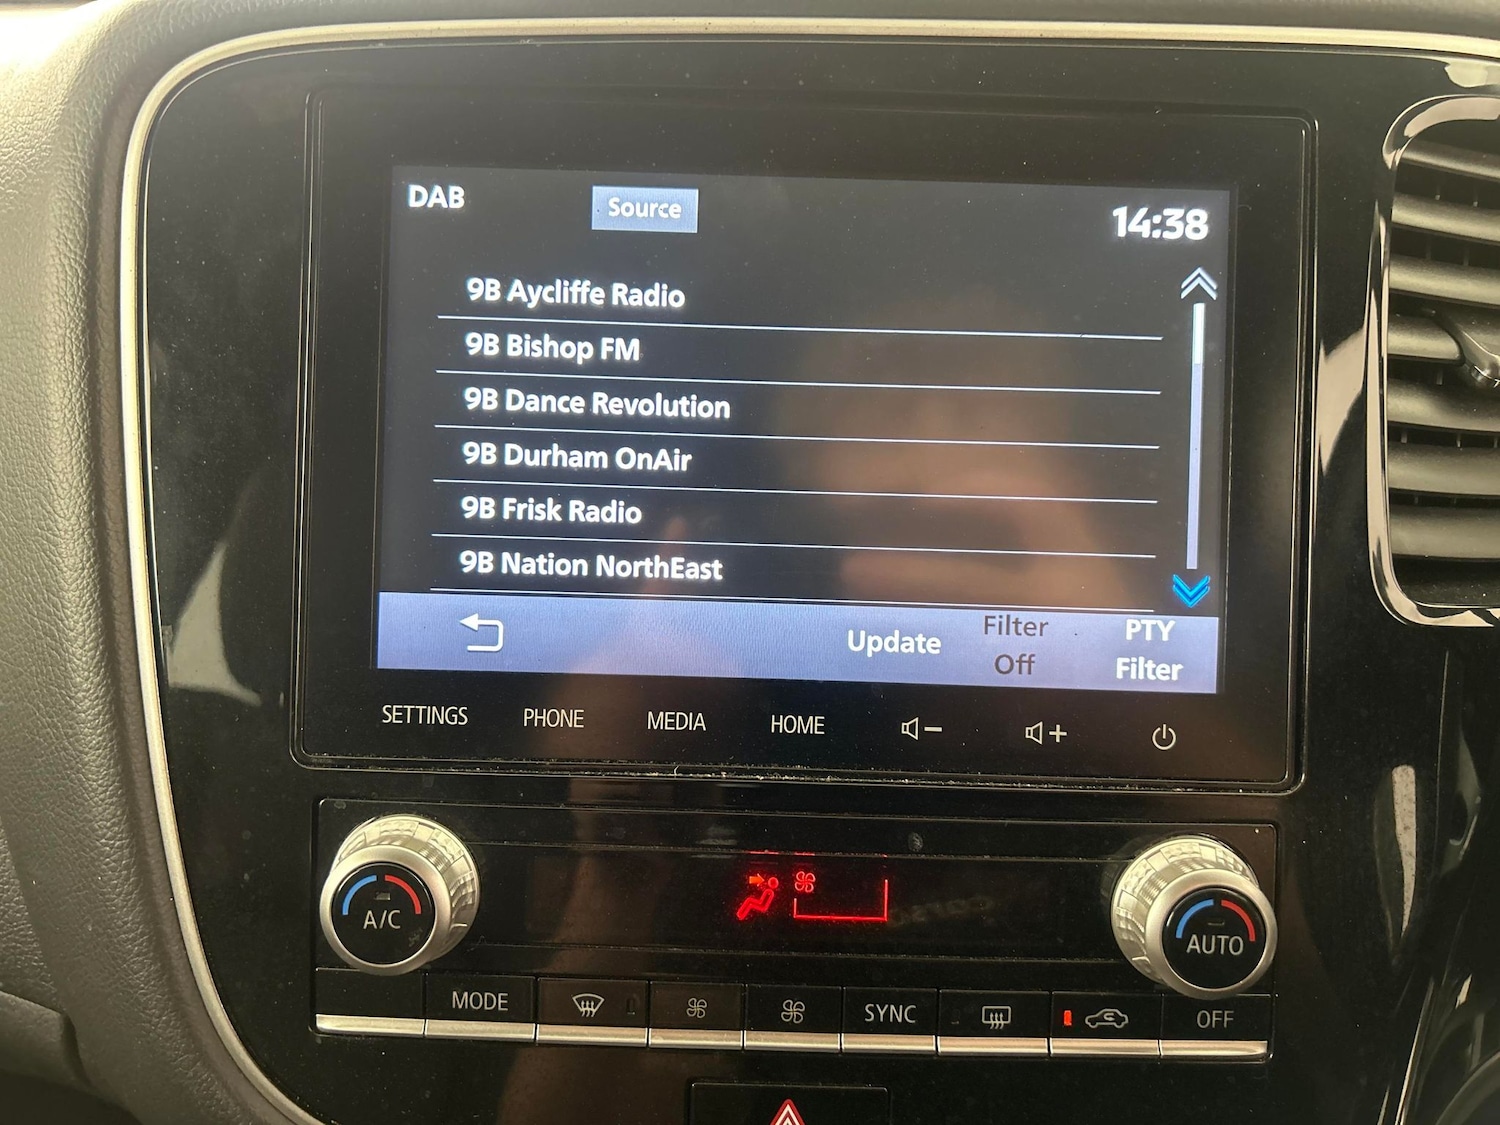 DAB
Source
14:38
9B Aycliffe Radio
9B Bishop FM
9B Dance Revolution
9B Durham OnAir
9B Frisk Radio
9B Nation NorthEast
Update
Filter
Off
PTY
Filter
SETTINGS
PHONE
MEDIA
HOME
A/C
AUTO
MODE
SYNC
OFF